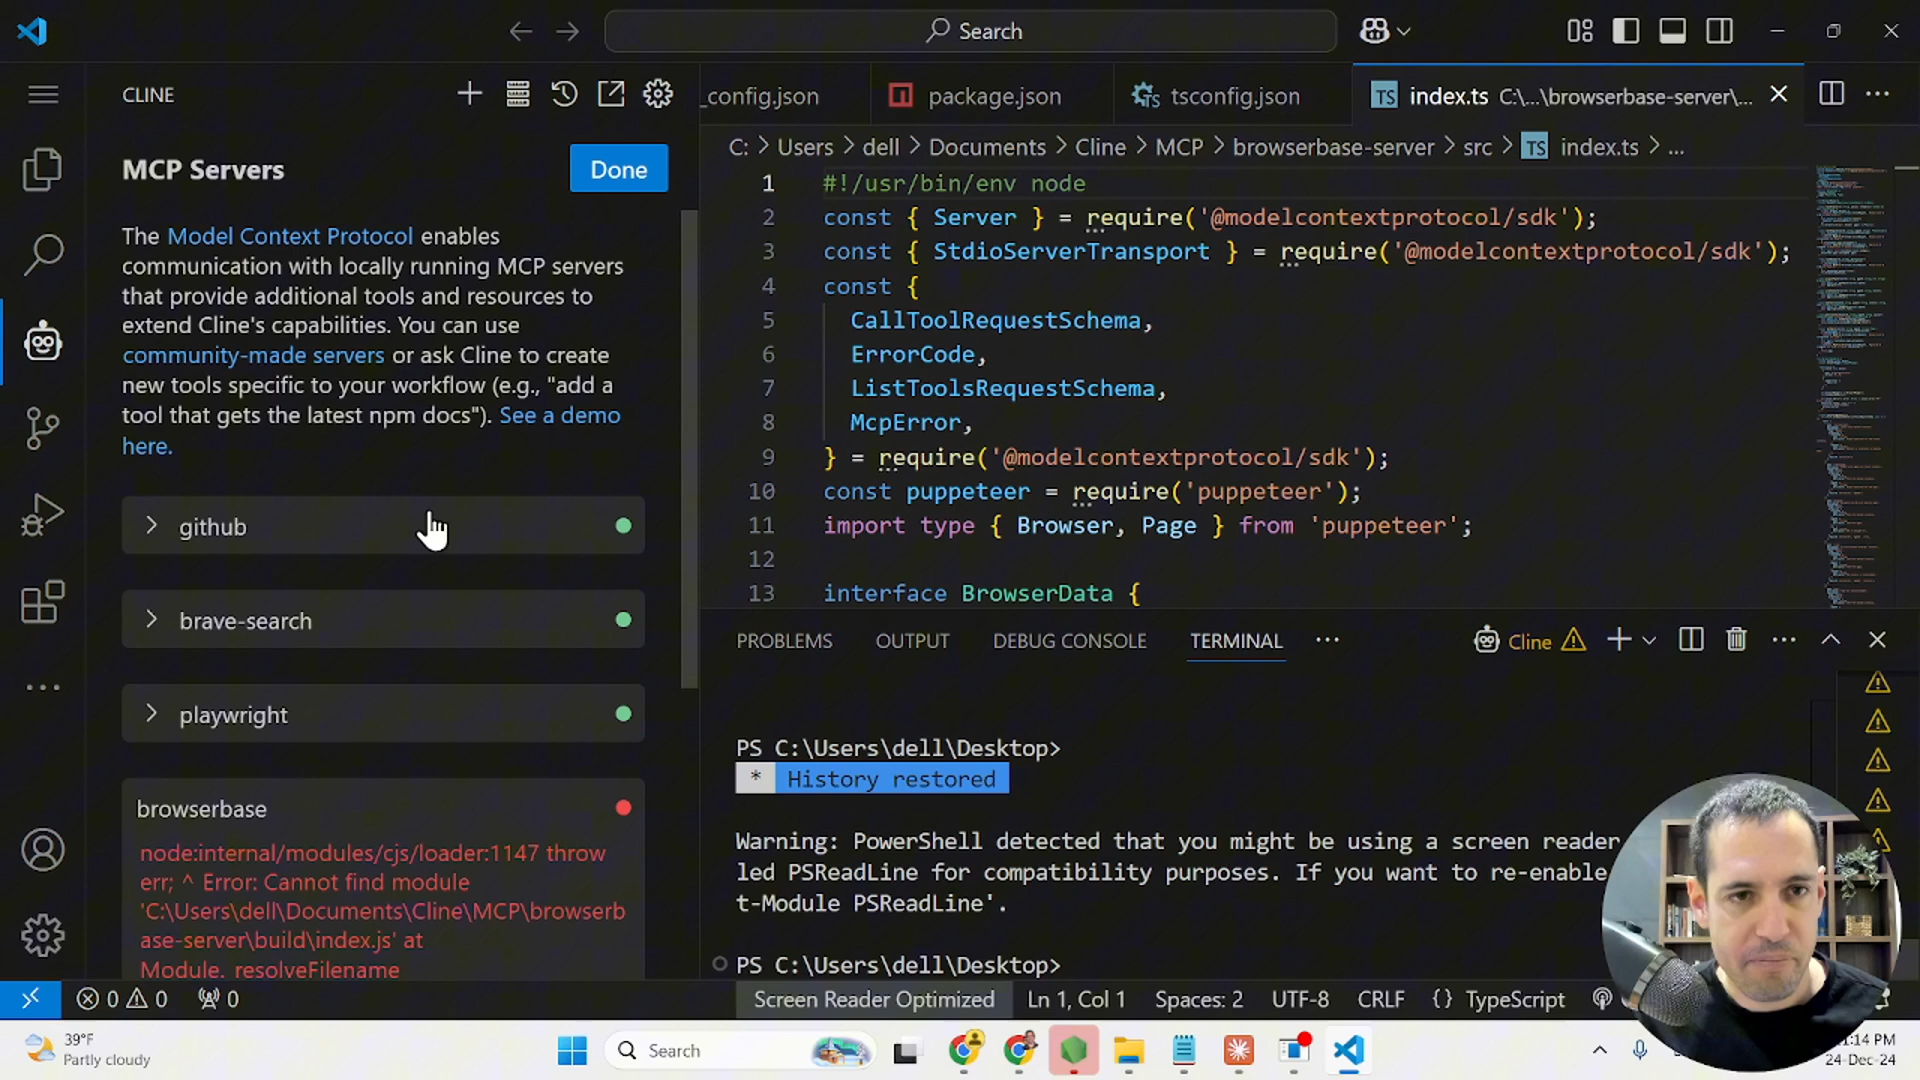 Search
CLINE
MCP Servers
Done
The Model Context Protocol enables
communication with locally running MCP servers
that provide additional tools and resources to
extend Cline's capabilities. You can use
community-made servers or ask Cline to create
new tools specific to your workflow (e.g., "add a
tool that gets the latest npm docs"). See a demo
here.
github
brave-search
playwright
browserbase
node:internal/modules/cjs/loader:1147 throw
err; ^ Error: Cannot find module
'C:\Users\dell\Documents\Cline\MCP\browserb
ase-server\build\index.js' at
Module._resolveFilename
_config.json
package.json
tsconfig.json
index.ts C:\...\browserbase-server\...
C: > Users > dell > Documents > Cline > MCP > browserbase-server > src > TS index.ts > ...
1 #!/usr/bin/env node
2 const { Server } = require('@modelcontextprotocol/sdk');
3 const { StdioServerTransport } = require('@modelcontextprotocol/sdk');
4 const {
5 CallToolRequestSchema,
6 ErrorCode,
7 ListToolsRequestSchema,
8 McpError,
9 } = require('@modelcontextprotocol/sdk');
10 const puppeteer = require('puppeteer');
11 import type { Browser, Page } from 'puppeteer';
12
13 interface BrowserData {
PROBLEMS OUTPUT DEBUG CONSOLE TERMINAL ... Cline
PS C:\Users\dell\Desktop>
* History restored
Warning: PowerShell detected that you might be using a screen reader
led PSReadLine for compatibility purposes. If you want to re-enable
t-Module PSReadLine'.
PS C:\Users\dell\Desktop>
0 0 0 Screen Reader Optimized Ln 1, Col 1 Spaces: 2 UTF-8 CRLF {} TypeScript
39°F
Partly cloudy
Search
:14 PM
24-Dec-24